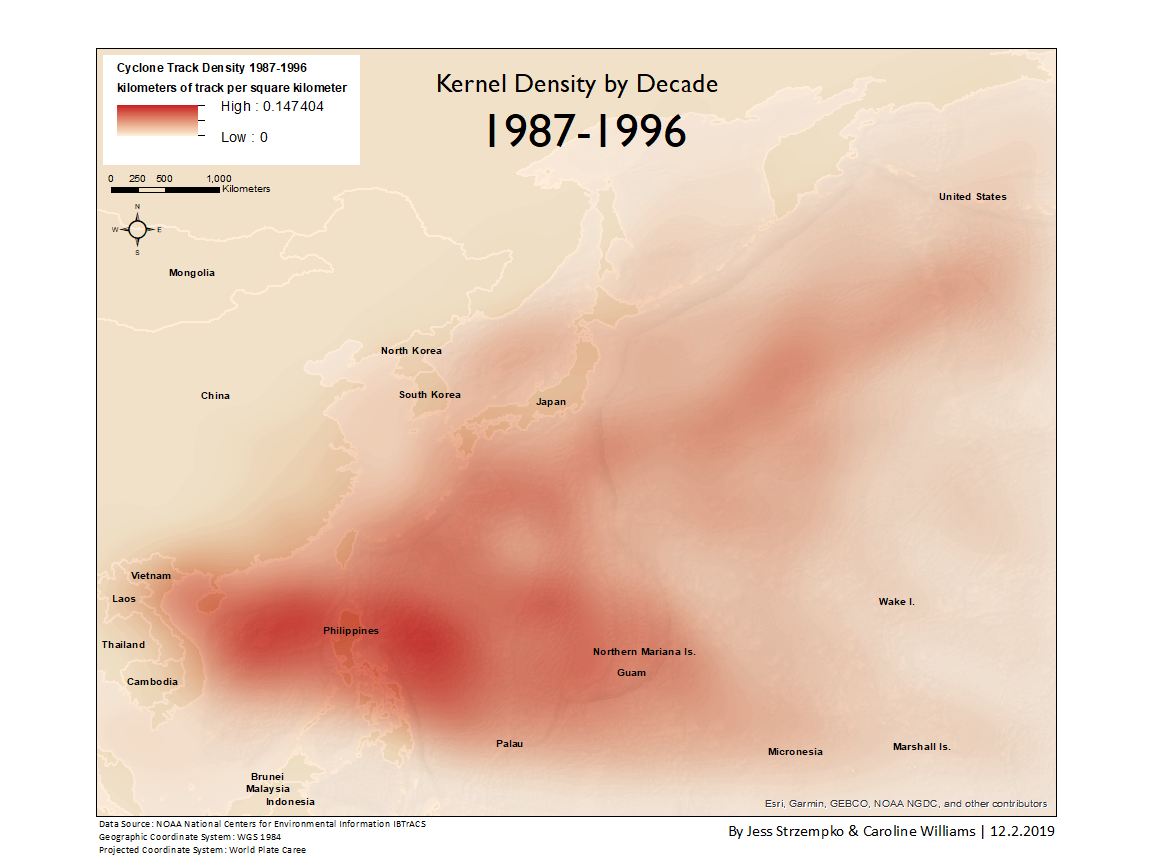 Cyclone Track Density 1987-1996
kilometers of track per square kilometer
High : 0.147404
Low : 0
Kernel Density by Decade
1987-1996
0 250 500 1,000
Kilometers
N
W E
S
United States
Mongolia
North Korea
China
South Korea
Japan
Vietnam
Laos
Wake I.
Philippines
Thailand
Northern Mariana Is.
Guam
Cambodia
Palau
Micronesia
Marshall Is.
Brunei
Malaysia
Indonesia
Esri, Garmin, GEBCO, NOAA NGDC, and other contributors
Data Source: NOAA National Centers for Environmental Information IBTrACS
Geographic Coordinate System: WGS 1984
Projected Coordinate System: World Plate Caree
By Jess Strzempko & Caroline Williams | 12.2.2019